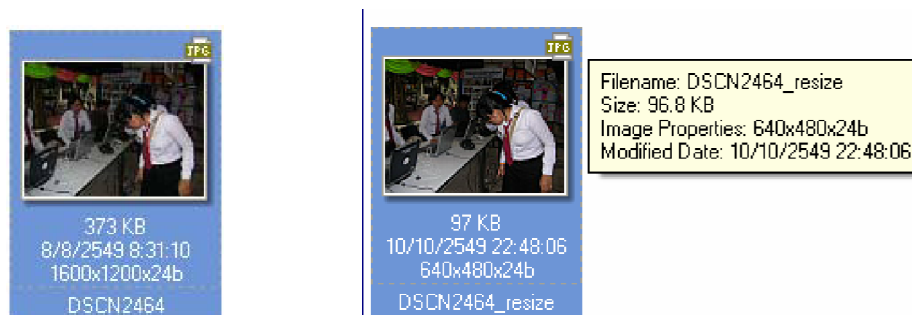 JPG
373 KB
8/8/2549 8:31:10
1600x1200x24b
DSCN2464
JPG
97 KB
10/10/2549 22:48:06
640x480x24b
DSCN2464_resize
Filename: DSCN2464_resize
Size: 96.8 KB
Image Properties: 640x480x24b
Modified Date: 10/10/2549 22:48:06